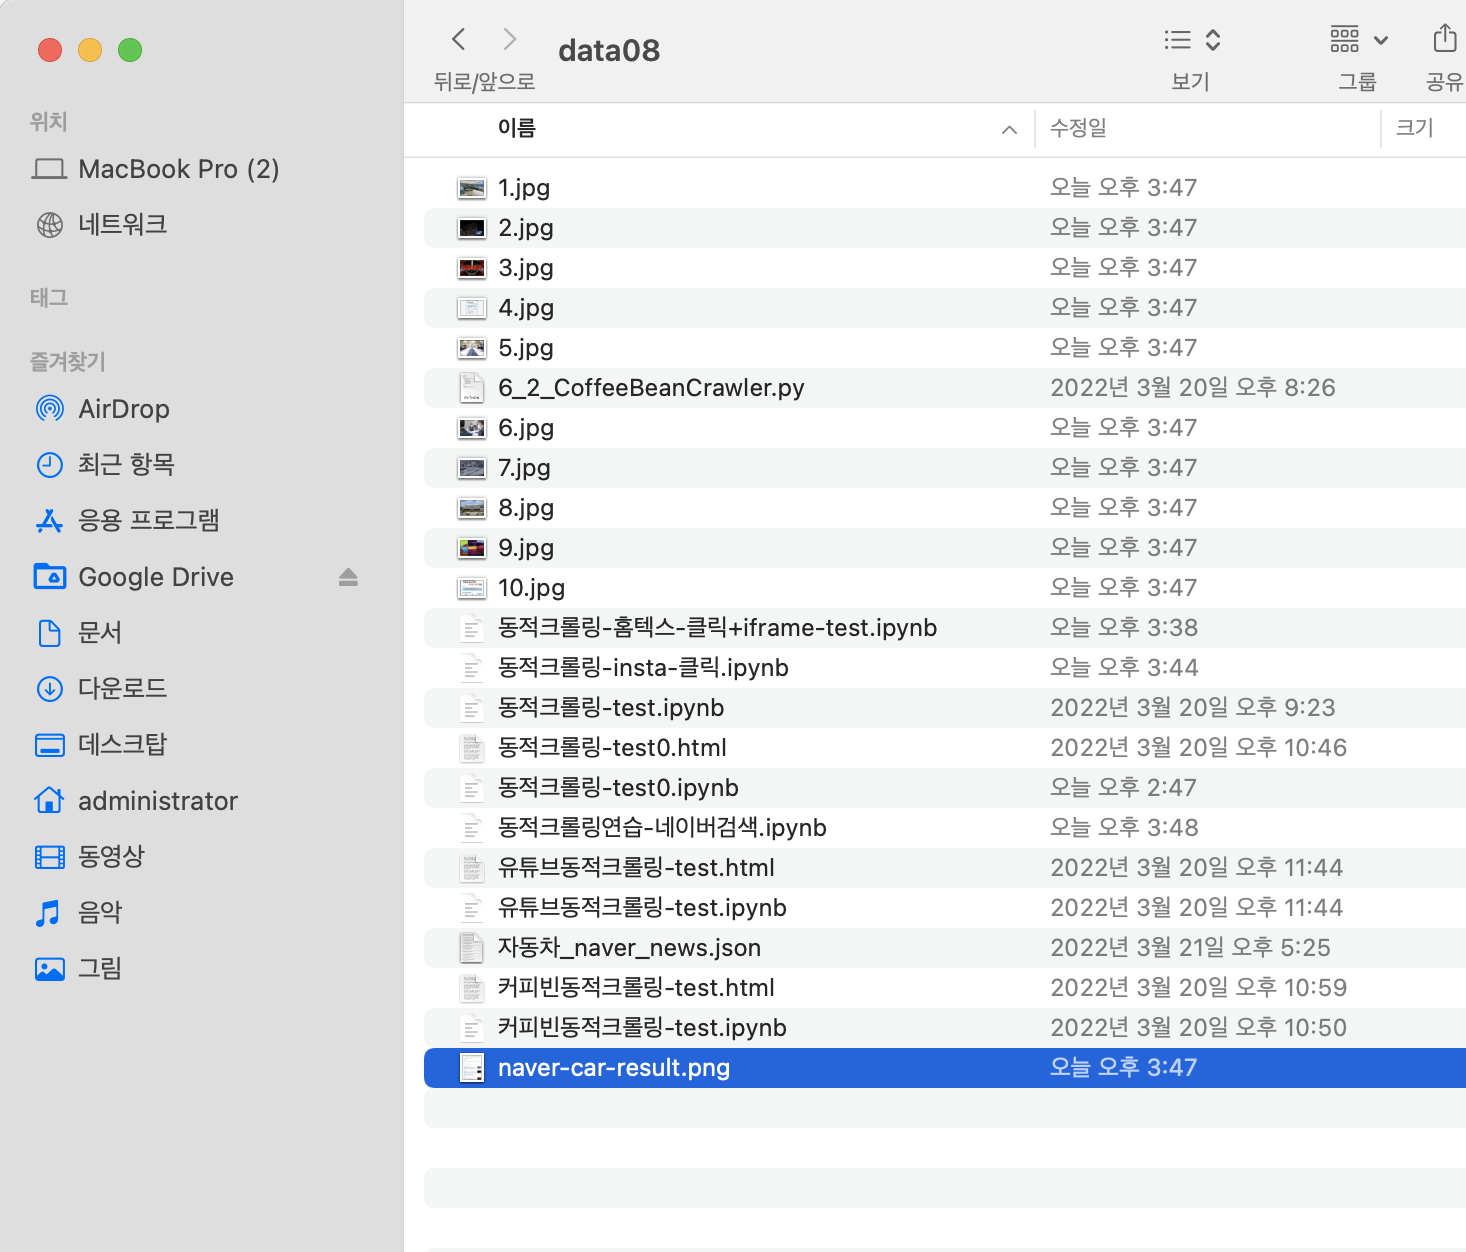 data08
뒤로/앞으로
보기
그룹
공유
위치
MacBook Pro (2)
네트워크
태그
즐겨찾기
AirDrop
최근 항목
응용 프로그램
Google Drive
문서
다운로드
데스크탑
administrator
동영상
음악
그림
이름 수정일 크기
1.jpg 오늘 오후 3:47
2.jpg 오늘 오후 3:47
3.jpg 오늘 오후 3:47
4.jpg 오늘 오후 3:47
5.jpg 오늘 오후 3:47
6_2_CoffeeBeanCrawler.py 2022년 3월 20일 오후 8:26
6.jpg 오늘 오후 3:47
7.jpg 오늘 오후 3:47
8.jpg 오늘 오후 3:47
9.jpg 오늘 오후 3:47
10.jpg 오늘 오후 3:47
동적크롤링-홈텍스-클릭+iframe-test.ipynb 오늘 오후 3:38
동적크롤링-insta-클릭.ipynb 오늘 오후 3:44
동적크롤링-test.ipynb 2022년 3월 20일 오후 9:23
동적크롤링-test0.html 2022년 3월 20일 오후 10:46
동적크롤링-test0.ipynb 오늘 오후 2:47
동적크롤링연습-네이버검색.ipynb 오늘 오후 3:48
유튜브동적크롤링-test.html 2022년 3월 20일 오후 11:44
유튜브동적크롤링-test.ipynb 2022년 3월 20일 오후 11:44
자동차_naver_news.json 2022년 3월 21일 오후 5:25
커피빈동적크롤링-test.html 2022년 3월 20일 오후 10:59
커피빈동적크롤링-test.ipynb 2022년 3월 20일 오후 10:50
naver-car-result.png 오늘 오후 3:47